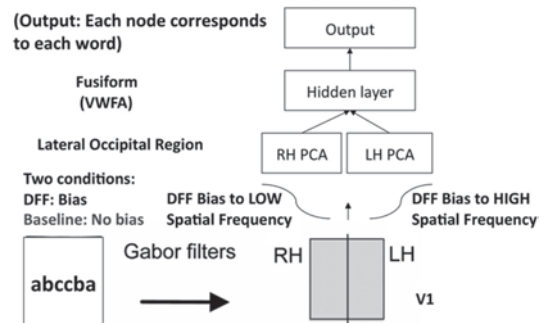 (Output: Each node corresponds
to each word)
Output
Fusiform
(VWFA)
Hidden layer
Lateral Occipital Region
RH PCA
LH PCA
Two conditions:
DFF: Bias
Baseline: No bias
DFF Bias to LOW
Spatial Frequency
DFF Bias to HIGH
Spatial Frequency
abccba
Gabor filters
RH
LH
V1